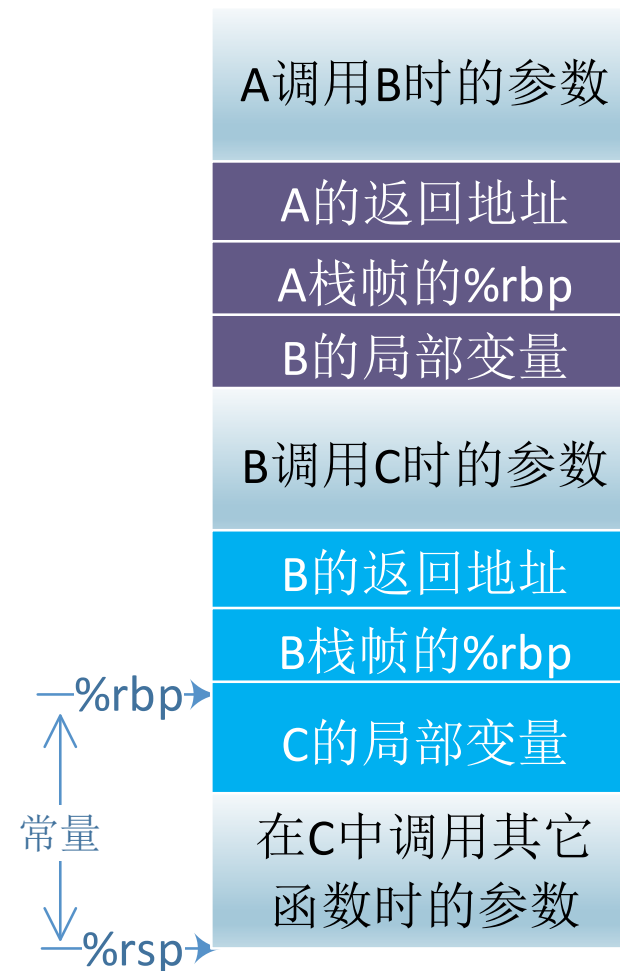 A调用B时的参数
A的返回地址
A栈帧的%rbp
B的局部变量
B调用C时的参数
B的返回地址
B栈帧的%rbp
%rbp
C的局部变量
常量
在C中调用其它
函数时的参数
%rsp